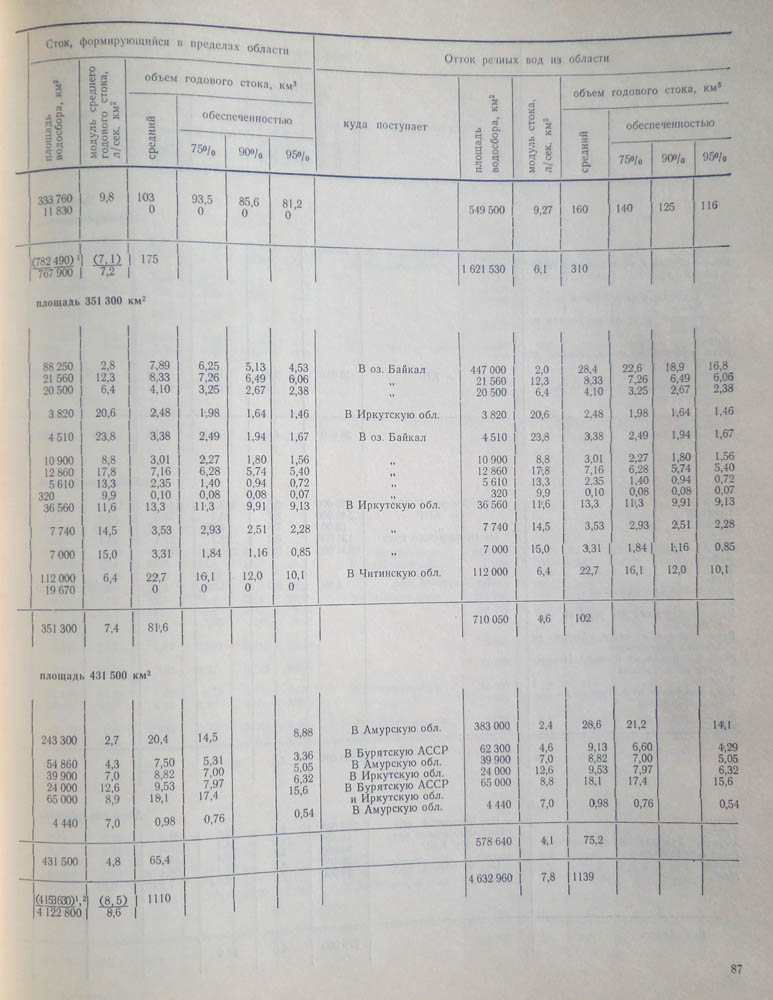 Сток, формирующийся в пределах области | Отток речных вод из области
площадь водосбора, км² | модуль среднего годового стока, л/сек. км² | объем годового стока, км³ | куда поступает | площадь водосбора, км² | модуль стока, л/сек. км² | объем годового стока, км³
средний | обеспеченностью | средний | обеспеченностью
75% | 90% | 95% | 75% | 90% | 95%
333 760 | 9,8 | 103 | 93,5 | 85,6 | 81,2
11 830 | 0 | 0 | 0 | 0 | 549 500 | 9,27 | 160 | 140 | 125 | 116
(782 490)¹ | (7,1) | 175
767 900 | 7,2 | 1 621 530 | 6,1 | 310
площадь 351 300 км²
88 250 | 2,8 | 7,89 | 6,25 | 5,13 | 4,53 | В оз. Байкал | 447 000 | 2,0 | 28,4 | 22,6 | 18,9 | 16,8
21 560 | 12,3 | 8,33 | 7,26 | 6,49 | 6,06 | „ | 21 560 | 12,3 | 8,33 | 7,26 | 6,49 | 6,06
20 500 | 6,4 | 4,10 | 3,25 | 2,67 | 2,38 | „ | 20 500 | 6,4 | 4,10 | 3,25 | 2,67 | 2,38
3 820 | 20,6 | 2,48 | 1,98 | 1,64 | 1,46 | В Иркутскую обл. | 3 820 | 20,6 | 2,48 | 1,98 | 1,64 | 1,46
4 510 | 23,8 | 3,38 | 2,49 | 1,94 | 1,67 | В оз. Байкал | 4 510 | 23,8 | 3,38 | 2,49 | 1,94 | 1,67
10 900 | 8,8 | 3,01 | 2,27 | 1,80 | 1,56 | „ | 10 900 | 8,8 | 3,01 | 2,27 | 1,80 | 1,56
12 860 | 17,8 | 7,16 | 6,28 | 5,74 | 5,40 | „ | 12 860 | 17,8 | 7,16 | 6,28 | 5,74 | 5,40
5 610 | 13,3 | 2,35 | 1,40 | 0,94 | 0,72 | „ | 5 610 | 13,3 | 2,35 | 1,40 | 0,94 | 0,72
320 | 9,9 | 0,10 | 0,08 | 0,08 | 0,07 | „ | 320 | 9,9 | 0,10 | 0,08 | 0,08 | 0,07
36 560 | 11,6 | 13,3 | 11,3 | 9,91 | 9,13 | В Иркутскую обл. | 36 560 | 11,6 | 13,3 | 11,3 | 9,91 | 9,13
7 740 | 14,5 | 3,53 | 2,93 | 2,51 | 2,28 | „ | 7 740 | 14,5 | 3,53 | 2,93 | 2,51 | 2,28
7 000 | 15,0 | 3,31 | 1,84 | 1,16 | 0,85 | „ | 7 000 | 15,0 | 3,31 | 1,84 | 1,16 | 0,85
112 000 | 6,4 | 22,7 | 16,1 | 12,0 | 10,1 | В Читинскую обл. | 112 000 | 6,4 | 22,7 | 16,1 | 12,0 | 10,1
19 670 | 0 | 0 | 0 | 0
351 300 | 7,4 | 81,6 | 710 050 | 4,6 | 102
площадь 431 500 км²
243 300 | 2,7 | 20,4 | 14,5 | 8,88 | В Амурскую обл. | 383 000 | 2,4 | 28,6 | 21,2 | 14,1
54 860 | 4,3 | 7,50 | 5,31 | 3,36 | В Бурятскую АССР | 62 300 | 4,6 | 9,13 | 6,60 | 4,29
39 900 | 7,0 | 8,82 | 7,00 | 5,05 | В Амурскую обл. | 39 900 | 7,0 | 8,82 | 7,00 | 5,05
24 000 | 12,6 | 9,53 | 7,97 | 6,32 | В Иркутскую обл. | 24 000 | 12,6 | 9,53 | 7,97 | 6,32
65 000 | 8,9 | 18,1 | 17,4 | 15,6 | В Бурятскую АССР | 65 000 | 8,8 | 18,1 | 17,4 | 15,6
и Иркутскую обл.
4 440 | 7,0 | 0,98 | 0,76 | 0,54 | В Амурскую обл. | 4 440 | 7,0 | 0,98 | 0,76 | 0,54
431 500 | 4,8 | 65,4 | 578 640 | 4,1 | 75,2
(4 153 630)¹,² | (8,5) | 1110 | 4 632 960 | 7,8 | 1139
4 122 800 | 8,6
87